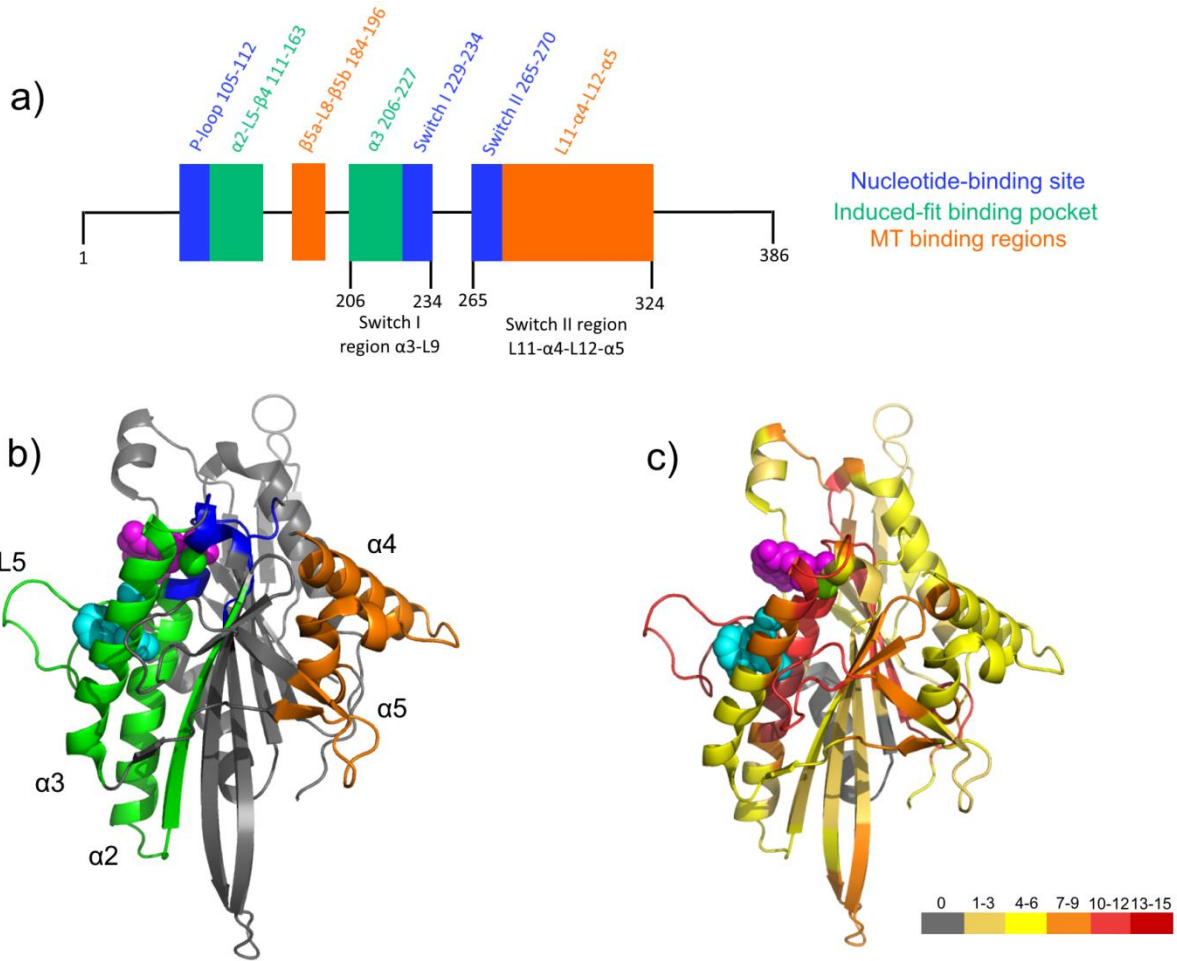 a)
P-loop 105-112
α2-L5-β4 111-163
β5a-L8-β5b 184-196
α3 206-227
Switch I 229-234
Switch II 265-270
L11-α4-L12-α5
Nucleotide-binding site
Induced-fit binding pocket
MT binding regions
1
386
206
234
265
324
Switch I
region α3-L9
Switch II region
L11-α4-L12-α5
b)
L5
α4
α5
α3
α2
c)
0 1-3 4-6 7-9 10-12 13-15